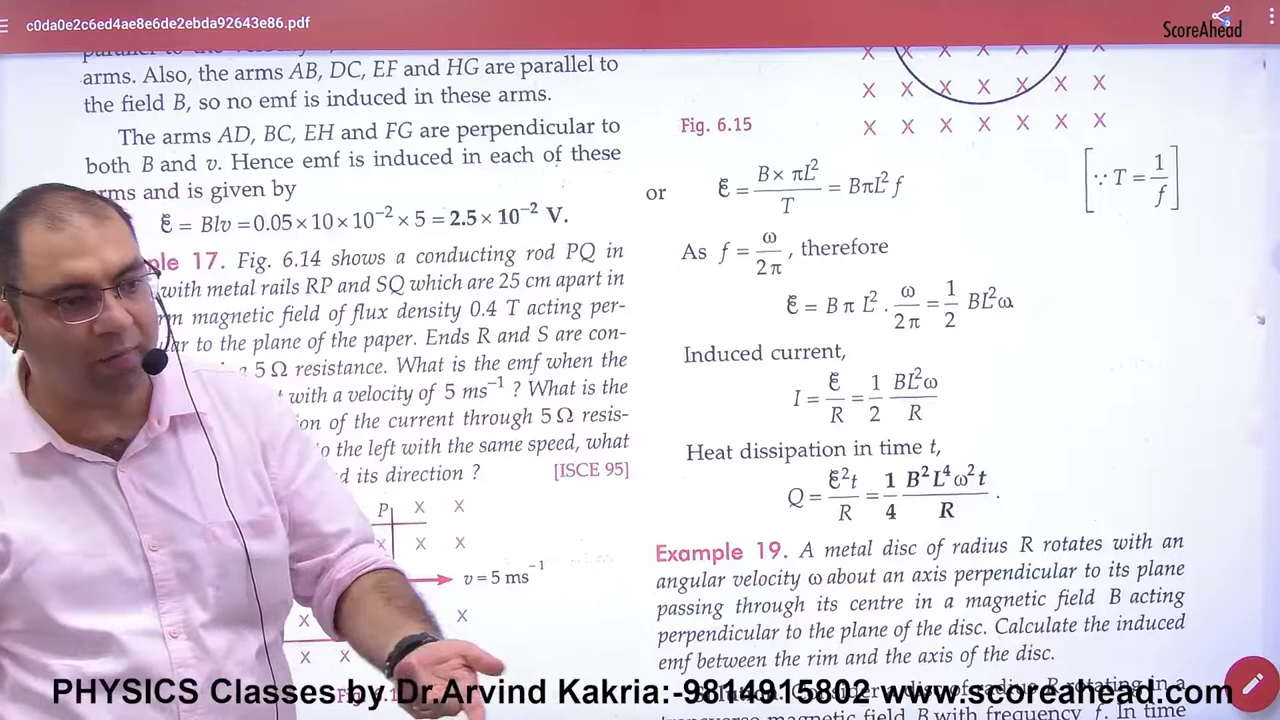 c0da0e2c6ed4ae8e6de2ebda92643e86.pdf
ScoreAhead
arms. Also, the arms AB, DC, EF and HG are parallel to
the field B, so no emf is induced in these arms.
The arms AD, BC, EH and FG are perpendicular to
both B and v. Hence emf is induced in each of these
rms and is given by
ℰ = Blv = 0.05 × 10 × 10⁻² × 5 = 2.5 × 10⁻² V.
ple 17. Fig. 6.14 shows a conducting rod PQ in
with metal rails RP and SQ which are 25 cm apart in
m magnetic field of flux density 0.4 T acting per-
ar to the plane of the paper. Ends R and S are con-
a 5 Ω resistance. What is the emf when the
t with a velocity of 5 ms⁻¹ ? What is the
ion of the current through 5 Ω resis-
o the left with the same speed, what
d its direction ? [ISCE 95]
P X X
X X X
v = 5 ms⁻¹
X X
X X
X X X X X X X
X X X X X X X
X X X X X X X
Fig. 6.15
or ℰ = B × πL² / T = BπL² f [∵ T = 1/f]
As f = ω / 2π , therefore
ℰ = B π L² . ω / 2π = 1/2 BL²ω.
Induced current,
I = ℰ / R = 1/2 BL²ω / R
Heat dissipation in time t,
Q = ℰ²t / R = 1/4 B² L⁴ ω² t / R .
Example 19. A metal disc of radius R rotates with an
angular velocity ω about an axis perpendicular to its plane
passing through its centre in a magnetic field B acting
perpendicular to the plane of the disc. Calculate the induced
emf between the rim and the axis of the disc.
PHYSICS Classes by Dr.Arvind Kakria:-9814915802 www.scoreahead.com